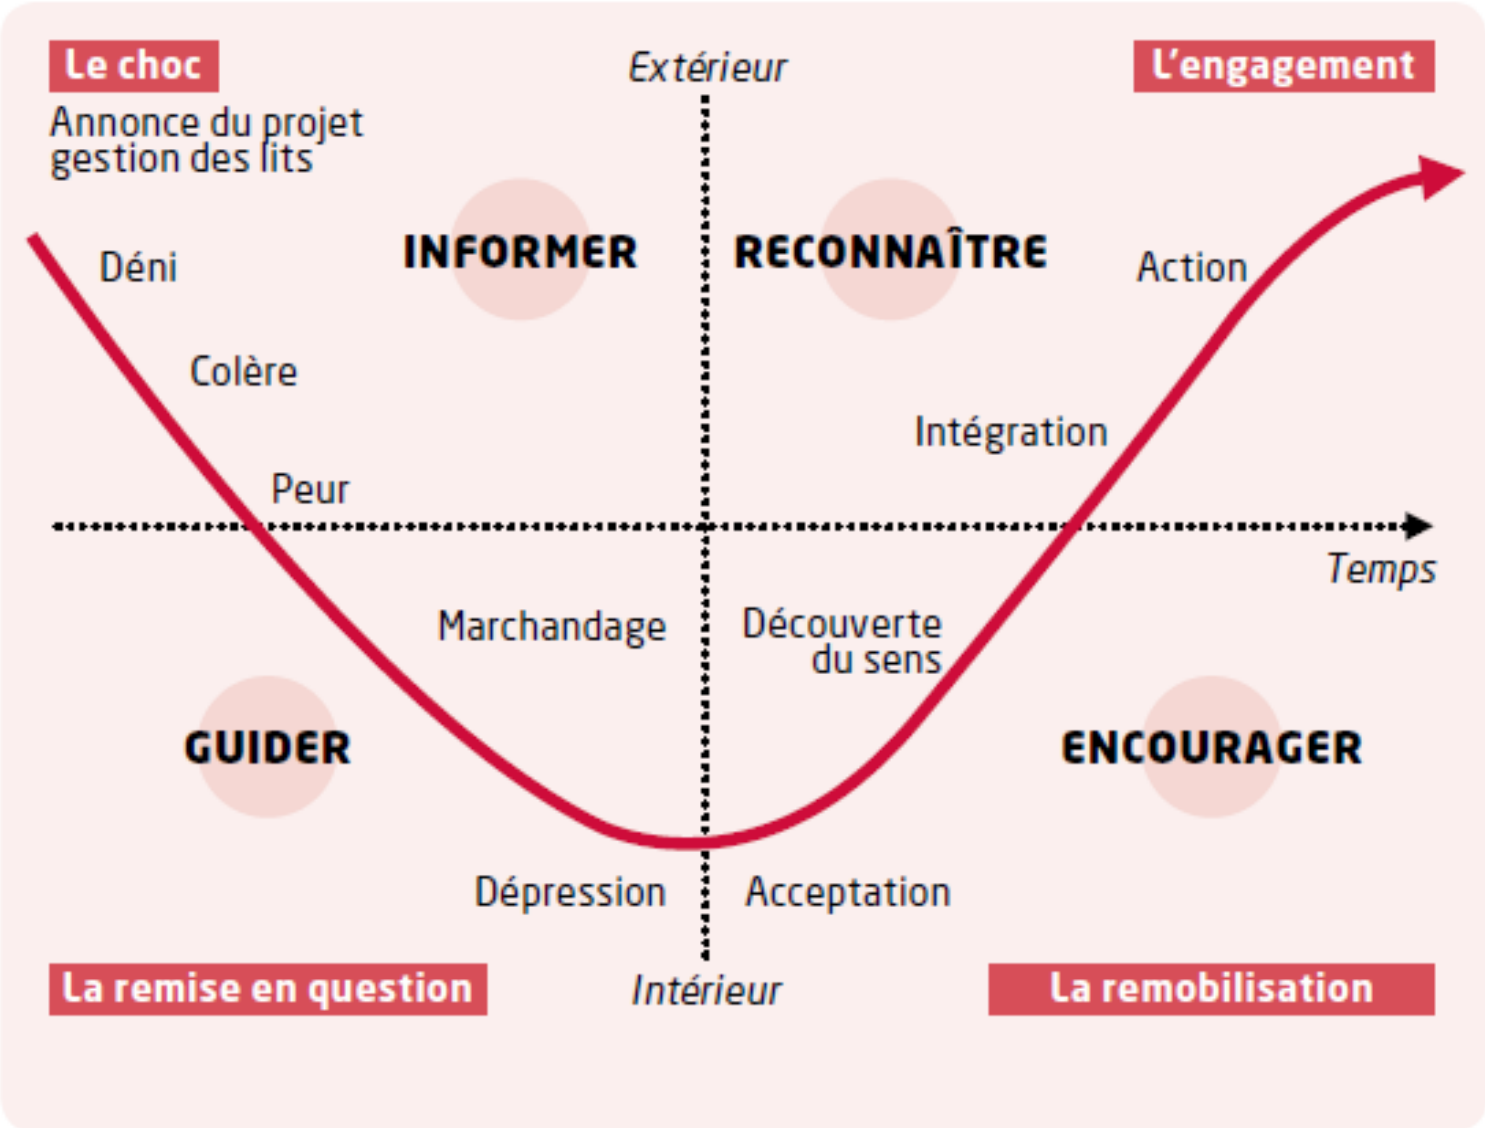 Le choc
Annonce du projet
gestion des lits
Extérieur
L'engagement
INFORMER
RECONNAÎTRE
Déni
Action
Colère
Intégration
Peur
Temps
Marchandage
Découverte
du sens
GUIDER
ENCOURAGER
Dépression
Acceptation
La remise en question
Intérieur
La remobilisation